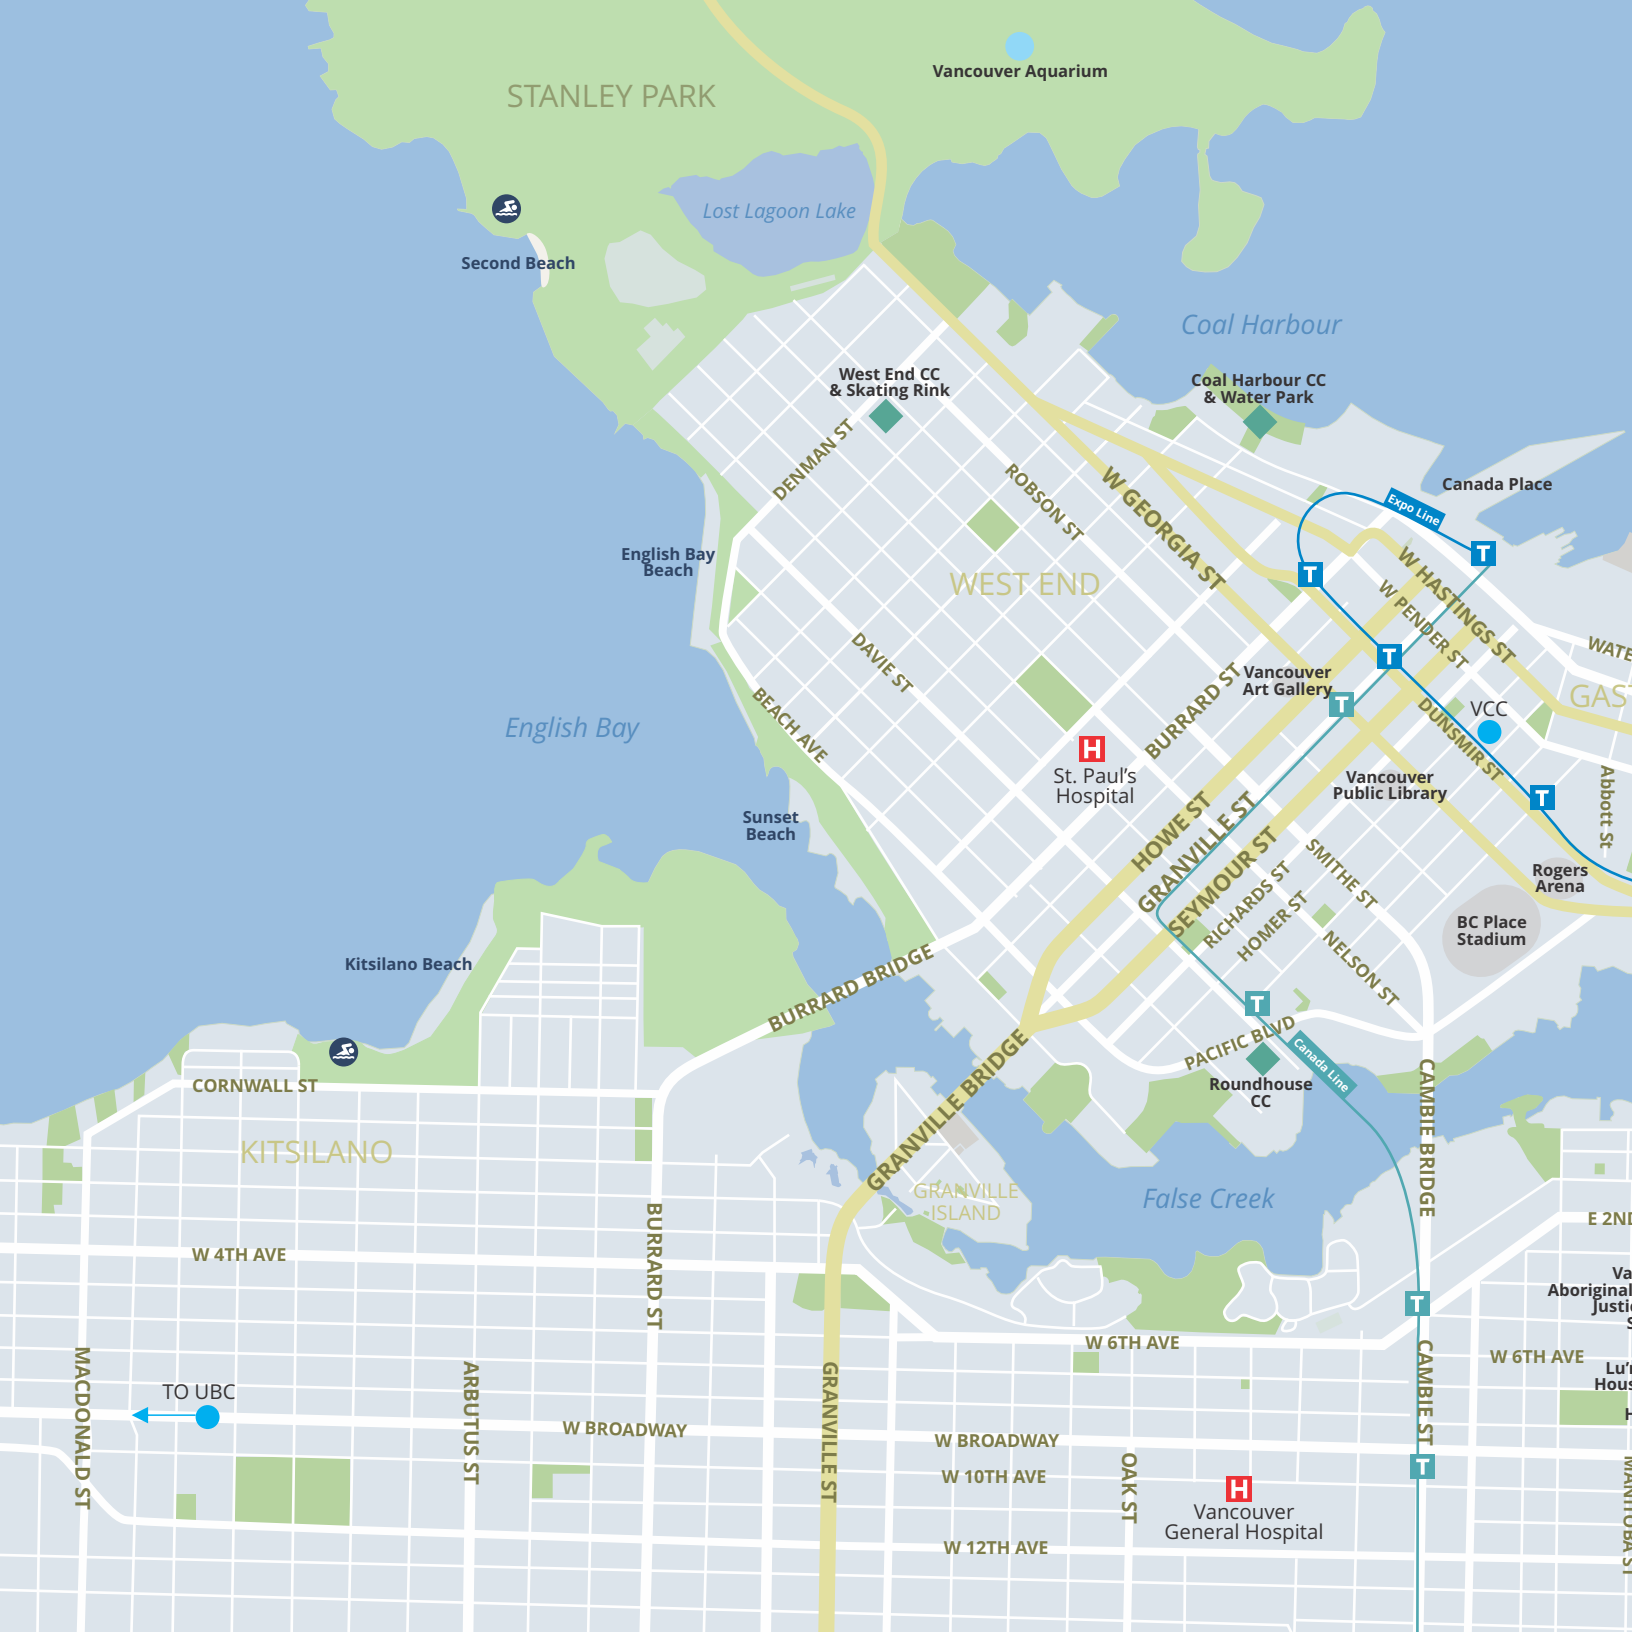 Vancouver Aquarium
STANLEY PARK
Lost Lagoon Lake
Second Beach
Coal Harbour
West End CC
& Skating Rink
Coal Harbour CC
& Water Park
DENMAN ST
ROBSON ST
W GEORGIA ST
Canada Place
Expo Line
T
T
English Bay
Beach
WEST END
W HASTINGS ST
W PENDER ST
WATE
T
DAVIE ST
BURRARD ST
Vancouver
Art Gallery
T
GAST
VCC
BEACH AVE
English Bay
DUNSMIR ST
H
St. Paul's
Hospital
Vancouver
Public Library
T
Abbott St
Sunset
Beach
HOWE ST
GRANVILLE ST
SEYMOUR ST
RICHARDS ST
HOMER ST
SMITHE ST
NELSON ST
Rogers
Arena
BC Place
Stadium
Kitsilano Beach
BURRARD BRIDGE
T
PACIFIC BLVD
Canada Line
Roundhouse
CC
CORNWALL ST
GRANVILLE BRIDGE
CAMBIE BRIDGE
KITSILANO
GRANVILLE
ISLAND
False Creek
E 2ND
W 4TH AVE
BURRARD ST
Va
Aboriginal
Justi
S
T
W 6TH AVE
W 6TH AVE
MACDONALD ST
ARBUTUS ST
GRANVILLE ST
CAMBIE ST
Lu'
Hous
H
TO UBC
W BROADWAY
W BROADWAY
W 10TH AVE
OAK ST
T
MANITOBA ST
H
Vancouver
General Hospital
W 12TH AVE